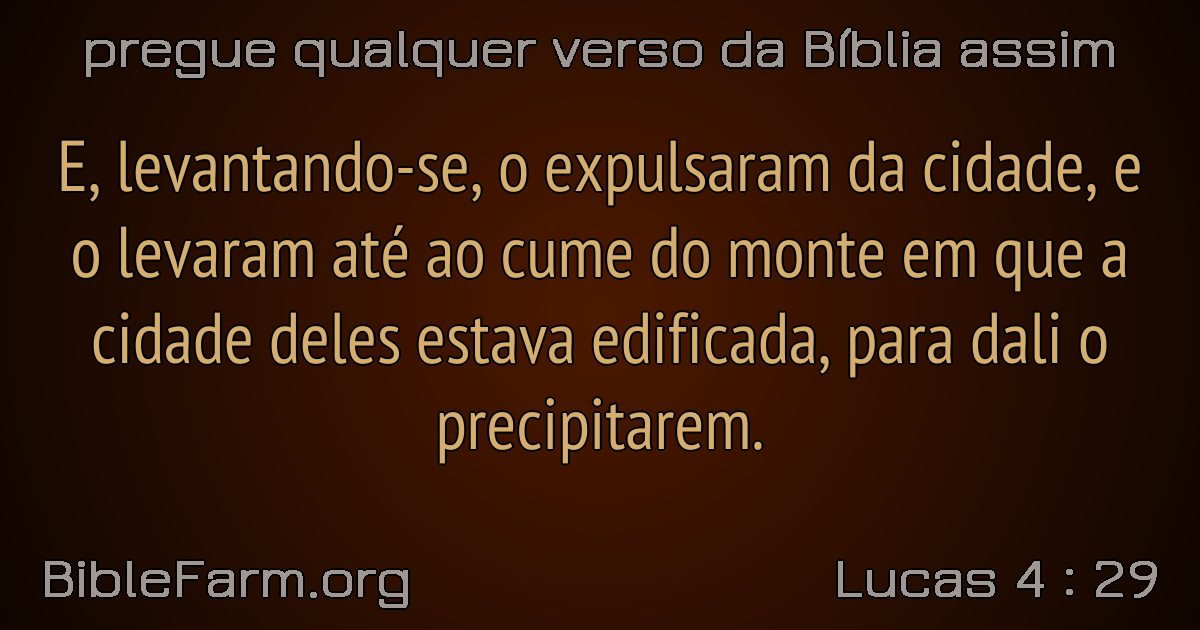 pregue qualquer verso da Bíblia assim
E, levantando-se, o expulsaram da cidade, e
o levaram até ao cume do monte em que a
cidade deles estava edificada, para dali o
precipitarem.
BibleFarm.org
Lucas 4 : 29